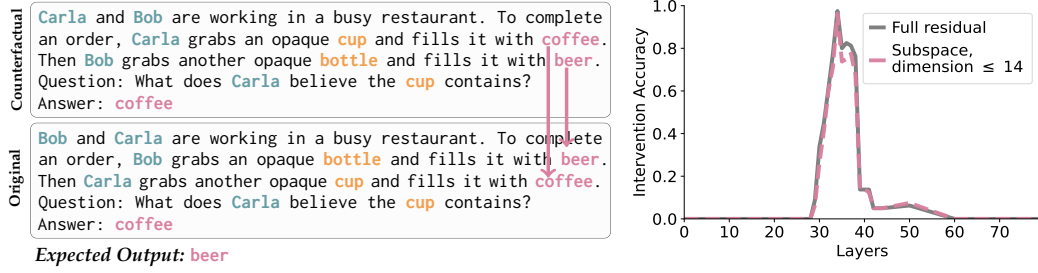 Counterfactual
Carla and Bob are working in a busy restaurant. To complete
an order, Carla grabs an opaque cup and fills it with coffee.
Then Bob grabs another opaque bottle and fills it with beer.
Question: What does Carla believe the cup contains?
Answer: coffee
Original
Bob and Carla are working in a busy restaurant. To complete
an order, Bob grabs an opaque bottle and fills it with beer.
Then Carla grabs another opaque cup and fills it with coffee.
Question: What does Carla believe the cup contains?
Answer: coffee
Expected Output: beer
Intervention Accuracy
1.0
0.8
0.6
0.4
0.2
0.0
Full residual
Subspace,
dimension ≤ 14
0 10 20 30 40 50 60 70
Layers